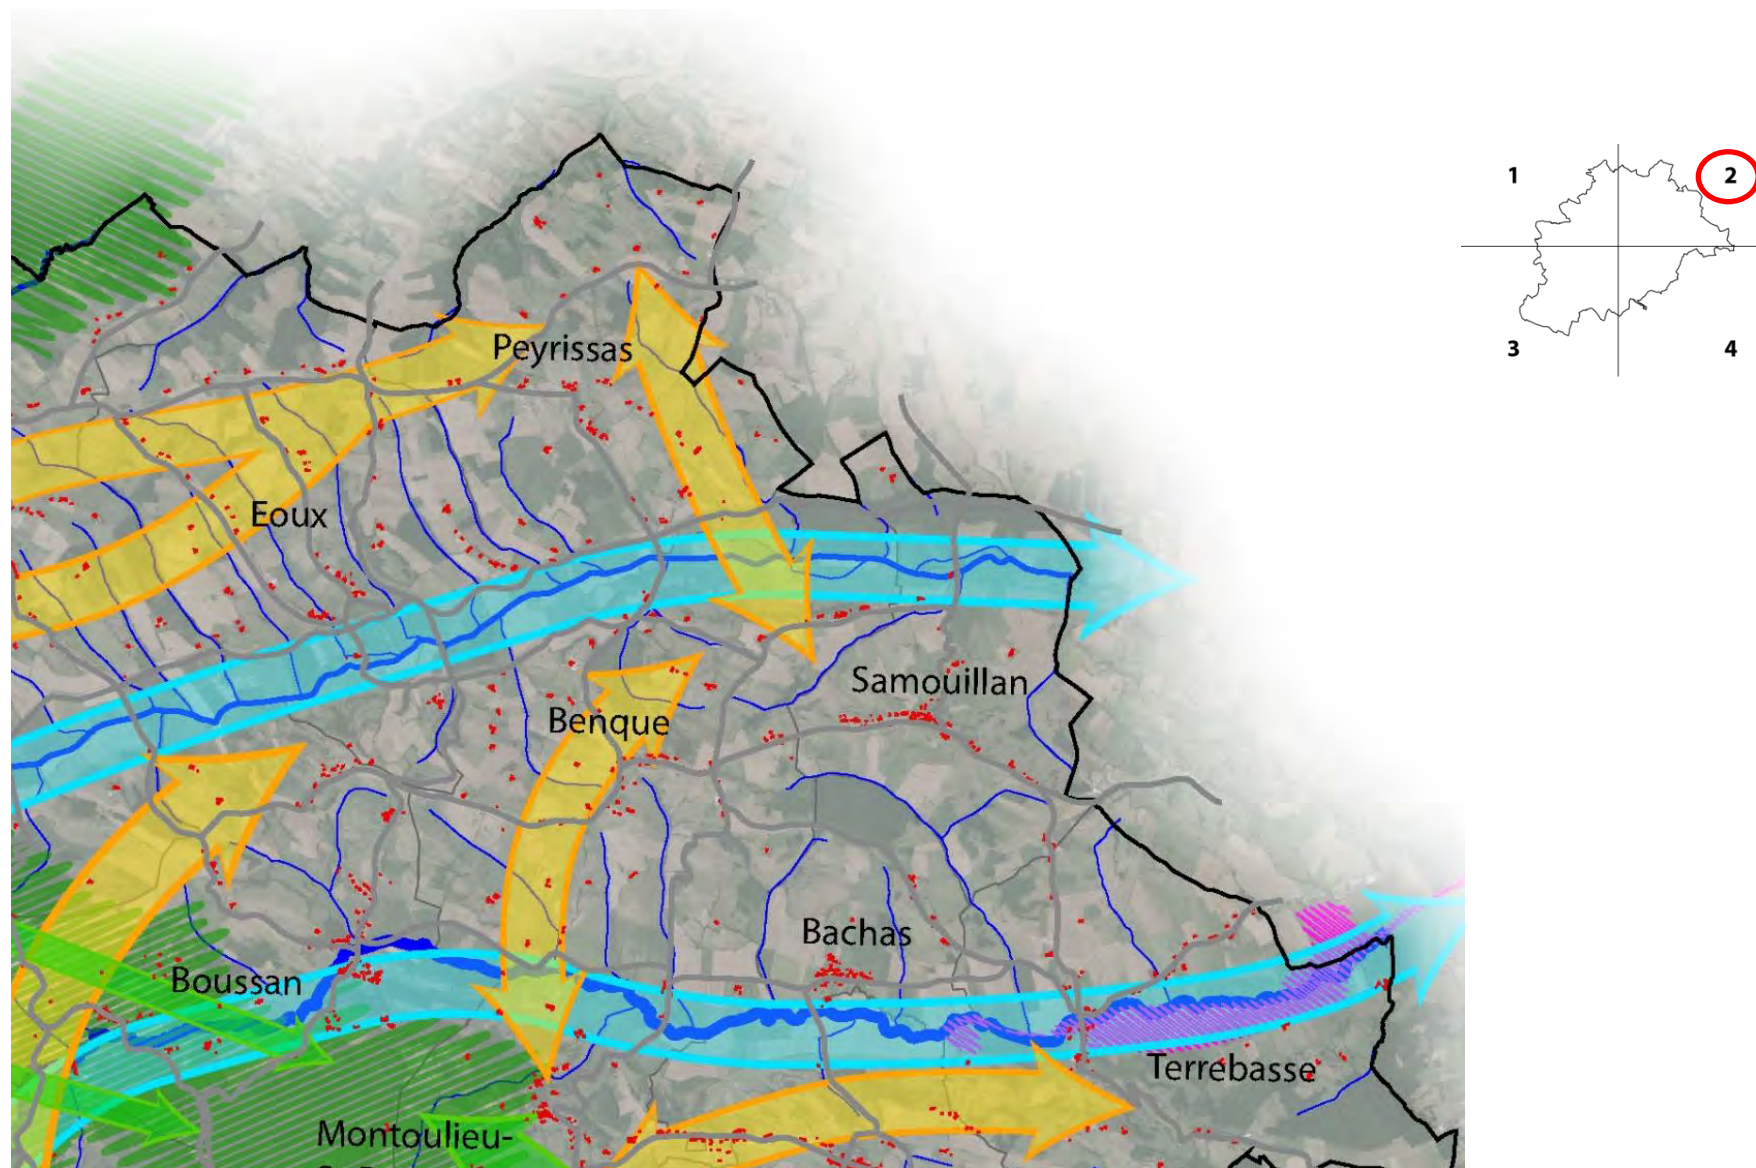 1
2
3
4
Peyrissas
Eoux
Samouillan
Benque
Bachas
Boussan
Terrebasse
Montoulieu-